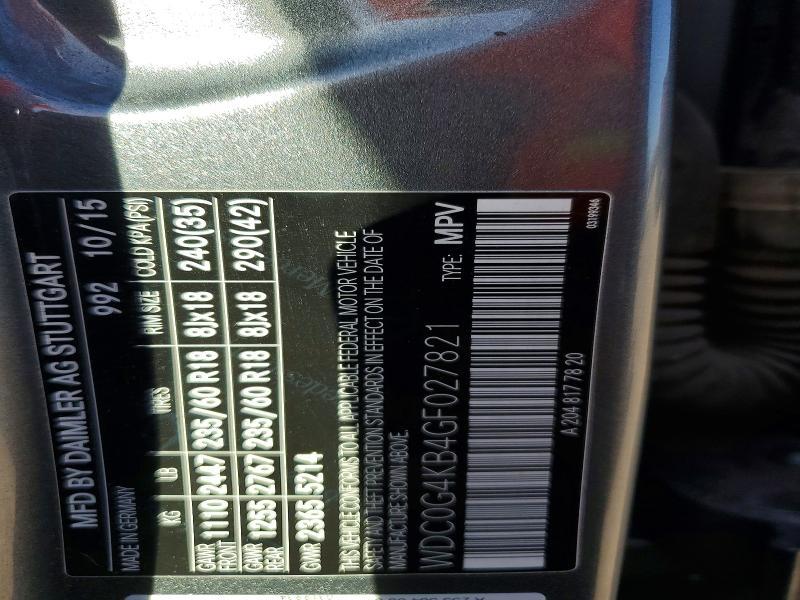 MFD BY DAIMLER AG STUTTGART
992 10/15
MADE IN GERMANY
KG LB TIRES RIM SIZE COLD KPA(PSI)
GAWR FRONT 1110 2447 235/60 R18 8Jx18 240(35)
GAWR REAR 1255 2767 235/60 R18 8Jx18 290(42)
GVWR 2365 5214
THIS VEHICLE CONFORMS TO ALL APPLICABLE FEDERAL MOTOR VEHICLE
SAFETY AND THEFT PREVENTION STANDARDS IN EFFECT ON THE DATE OF
MANUFACTURE SHOWN ABOVE.
WDC0G4KB4GF027821 TYPE: MPV
A 204 817 78 20
03199346